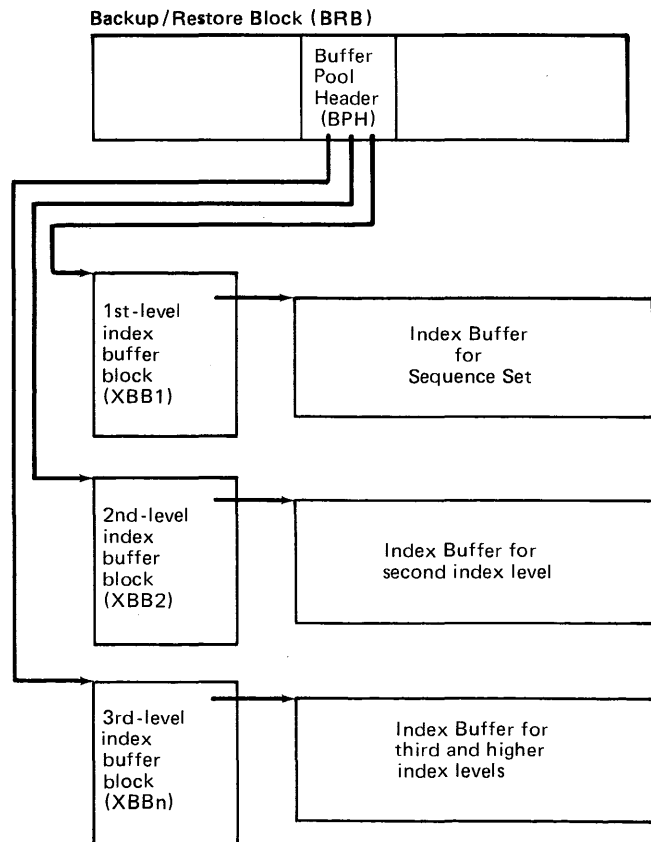 Backup/Restore Block (BRB)
Buffer
Pool
Header
(BPH)
1st-level
index
buffer
block
(XBB1)
Index Buffer
for
Sequence Set
2nd-level
index
buffer
block
(XBB2)
Index Buffer for
second index level
3rd-level
index
buffer
block
(XBBn)
Index Buffer for
third and higher
index levels